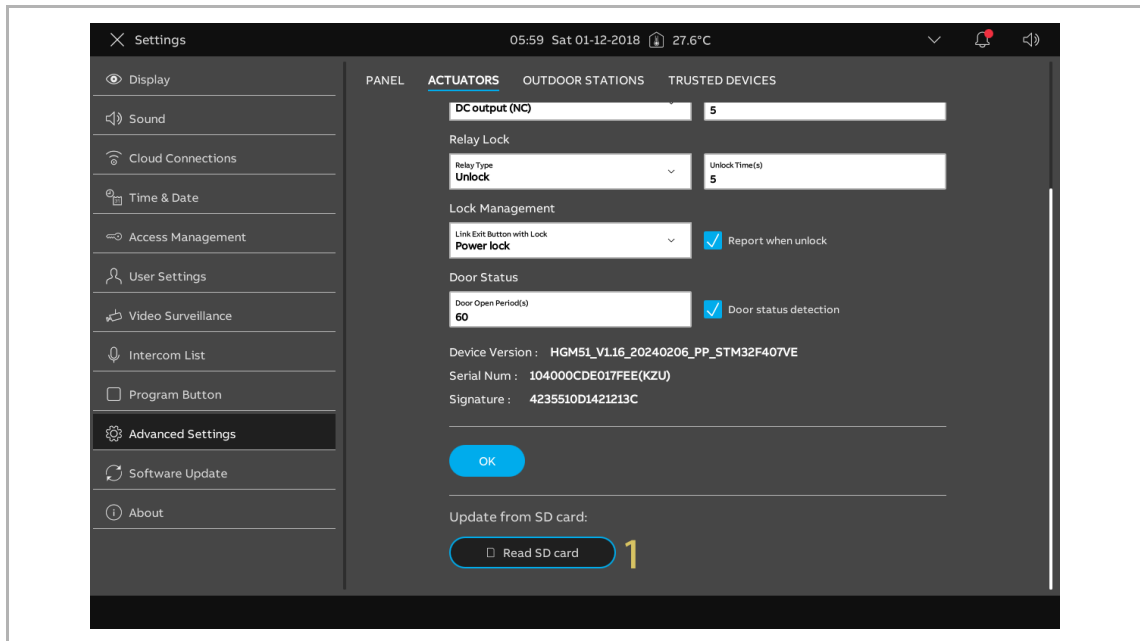 Settings
05:59 Sat 01-12-2018 27.6°C
Display
Sound
Cloud Connections
Time & Date
Access Management
User Settings
Video Surveillance
Intercom List
Program Button
Advanced Settings
Software Update
About
PANEL ACTUATORS OUTDOOR STATIONS TRUSTED DEVICES
DC output (NC) 5
Relay Lock
Relay Type Unlock Time(s)
Unlock 5
Lock Management
Link Exit Button with Lock
Power lock
Report when unlock
Door Status
Door Open Period(s)
60
Door status detection
Device Version : HGM51_V1.16_20240206_PP_STM32F407VE
Serial Num : 104000CDE017FEE(KZU)
Signature : 4235510D1421213C
OK
Update from SD card:
Read SD card 1